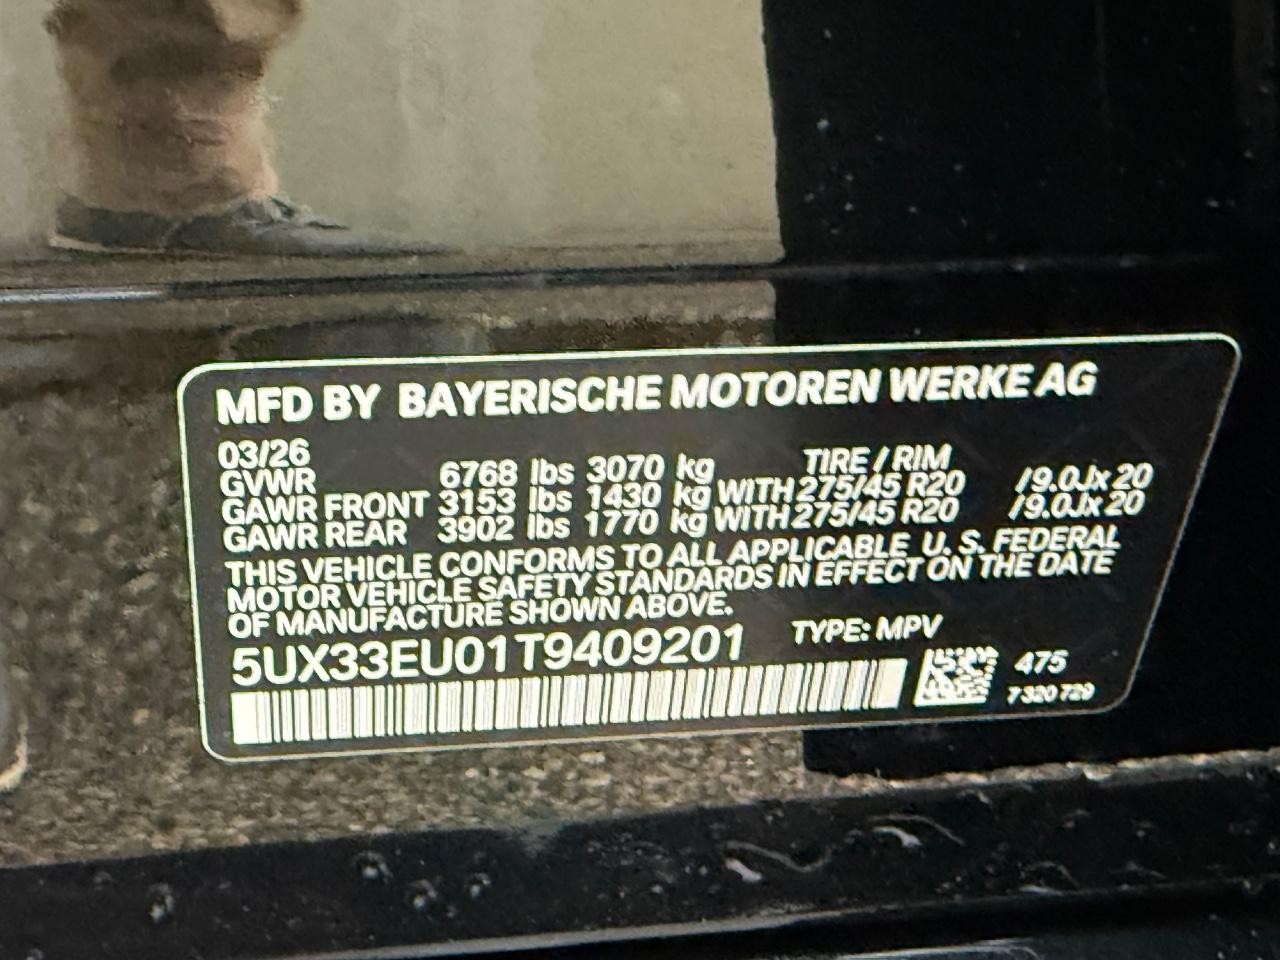 MFD BY BAYERISCHE MOTOREN WERKE AG
03/26 TIRE / RIM
GVWR 6768 lbs 3070 kg
GAWR FRONT 3153 lbs 1430 kg WITH 275/45 R20 /9.0Jx20
GAWR REAR 3902 lbs 1770 kg WITH 275/45 R20 /9.0Jx20
THIS VEHICLE CONFORMS TO ALL APPLICABLE U. S. FEDERAL
MOTOR VEHICLE SAFETY STANDARDS IN EFFECT ON THE DATE
OF MANUFACTURE SHOWN ABOVE.
5UX33EU01T9409201 TYPE: MPV
475
7 320 729